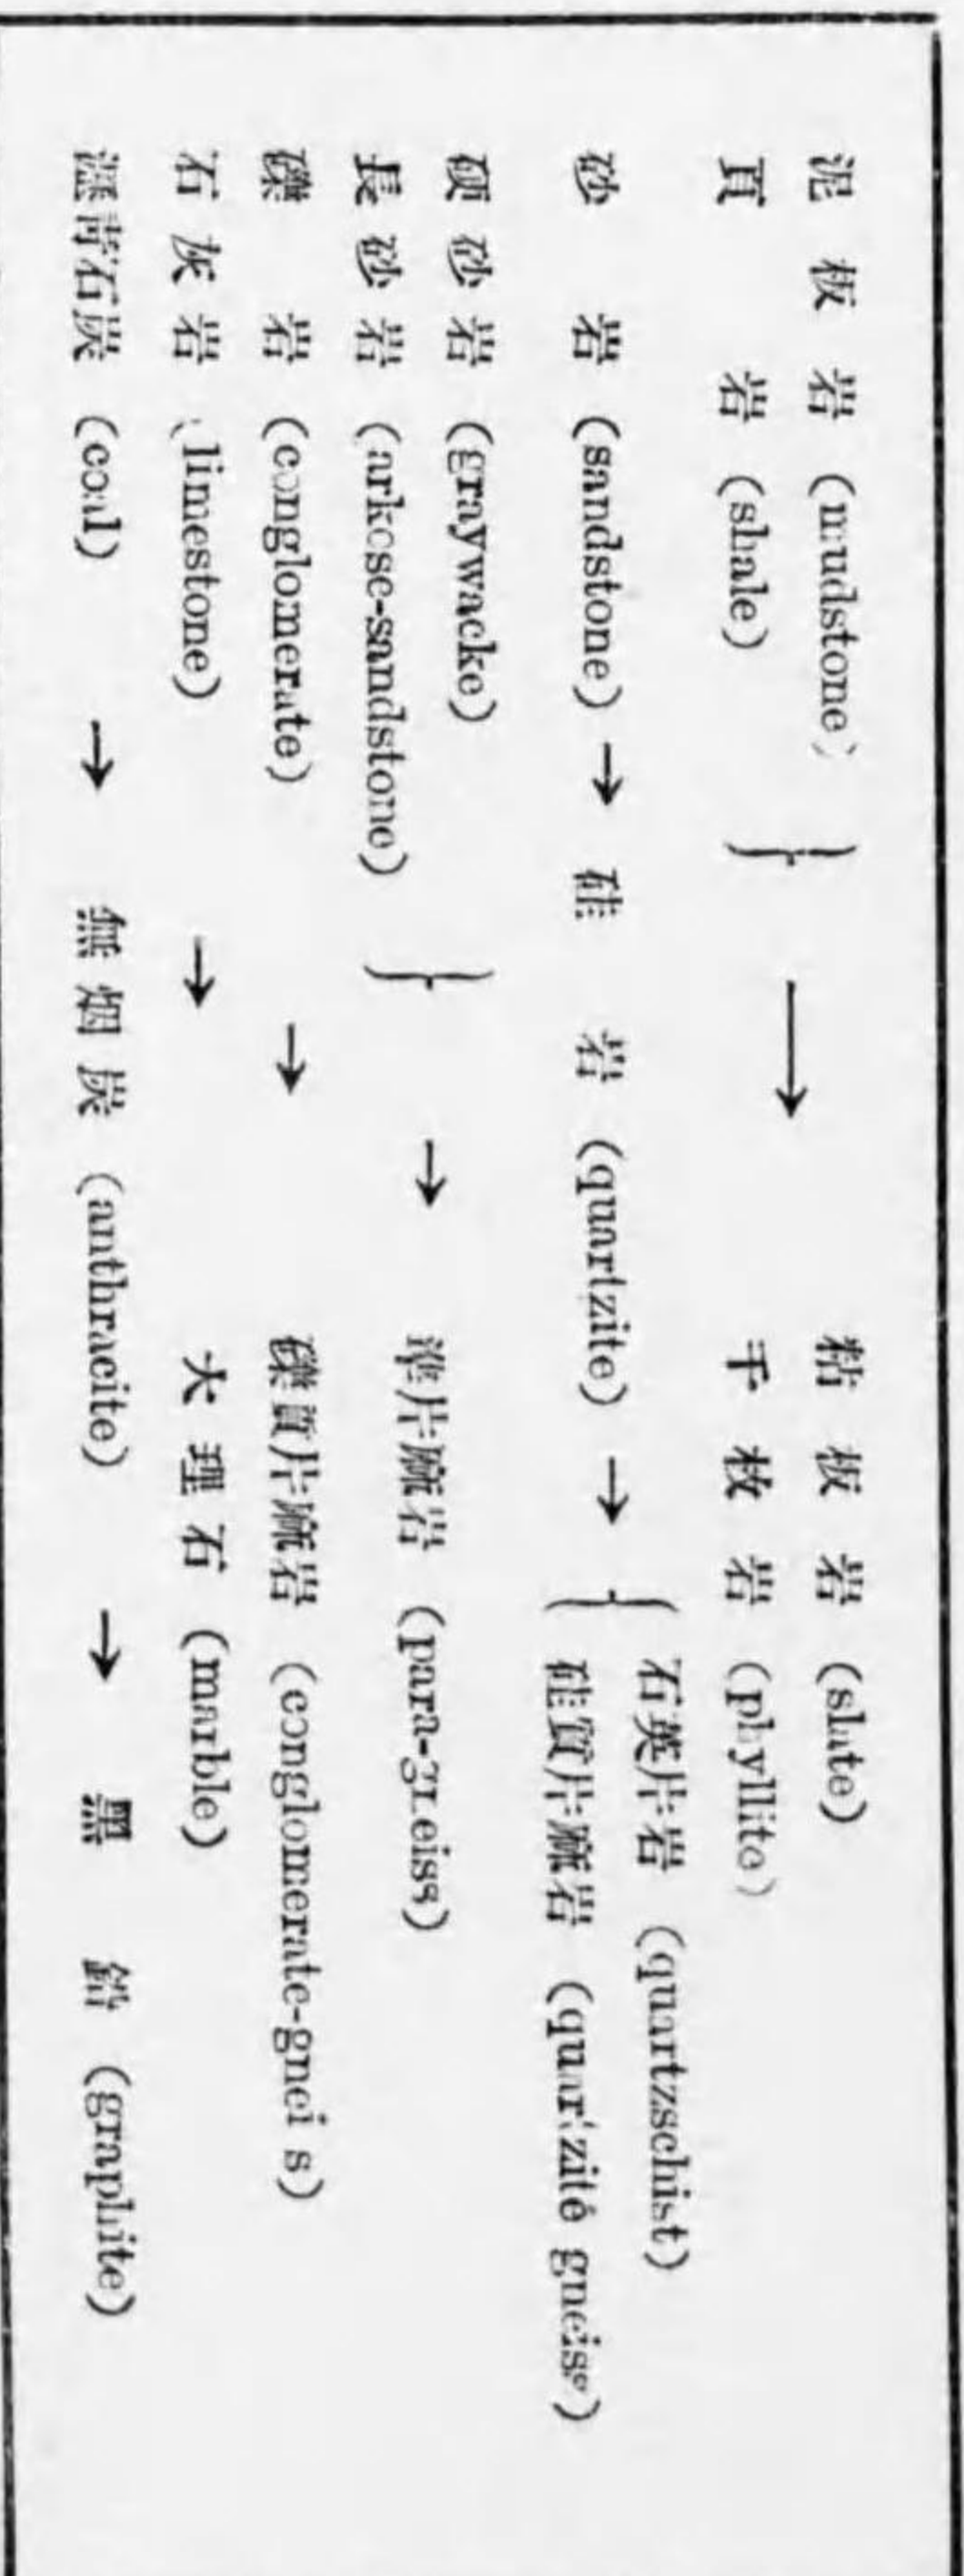 泥板岩 (mudstone)
頁岩 (shale)
} → 粘板岩 (slate)
千枚岩 (phyllite)
砂岩 (sandstone) → 硅岩 (quartzite) → { 石英片岩 (quartzschist)
硅質片麻岩 (quartzité gneiss)
硬砂岩 (graywacke)
長砂岩 (arkose-sandstone)
} → 準片麻岩 (para-gneiss)
礫岩 (conglomerate) → 礫質片麻岩 (conglomerate-gnei s)
石灰岩 (limestone) → 大理石 (marble)
瀝青石炭 (coal) → 無烟炭 (anthracite) → 黑鉛 (graphite)